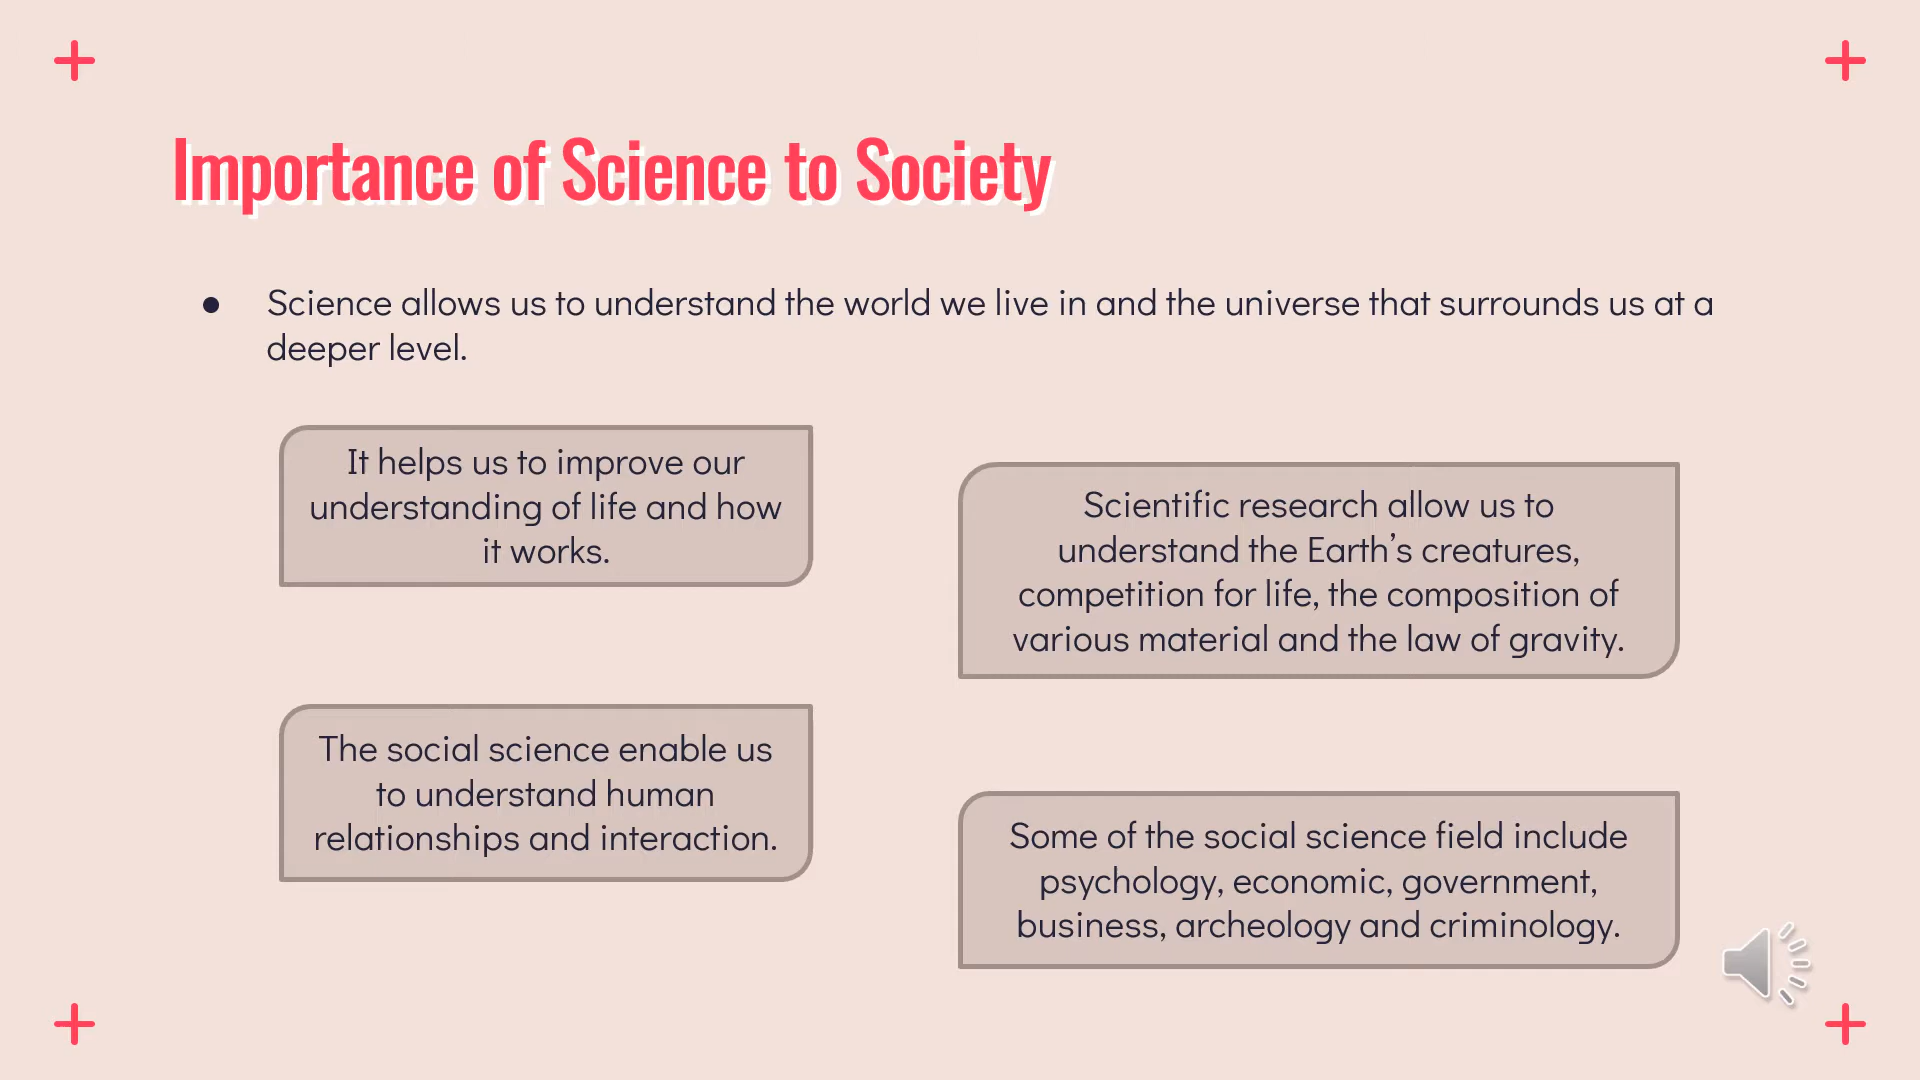 Importance of Science to Society
● Science allows us to understand the world we live in and the universe that surrounds us at a
deeper level.
It helps us to improve our
understanding of life and how
it works.
Scientific research allow us to
understand the Earth’s creatures,
competition for life, the composition of
various material and the law of gravity.
The social science enable us
to understand human
relationships and interaction.
Some of the social science field include
psychology, economic, government,
business, archeology and criminology.